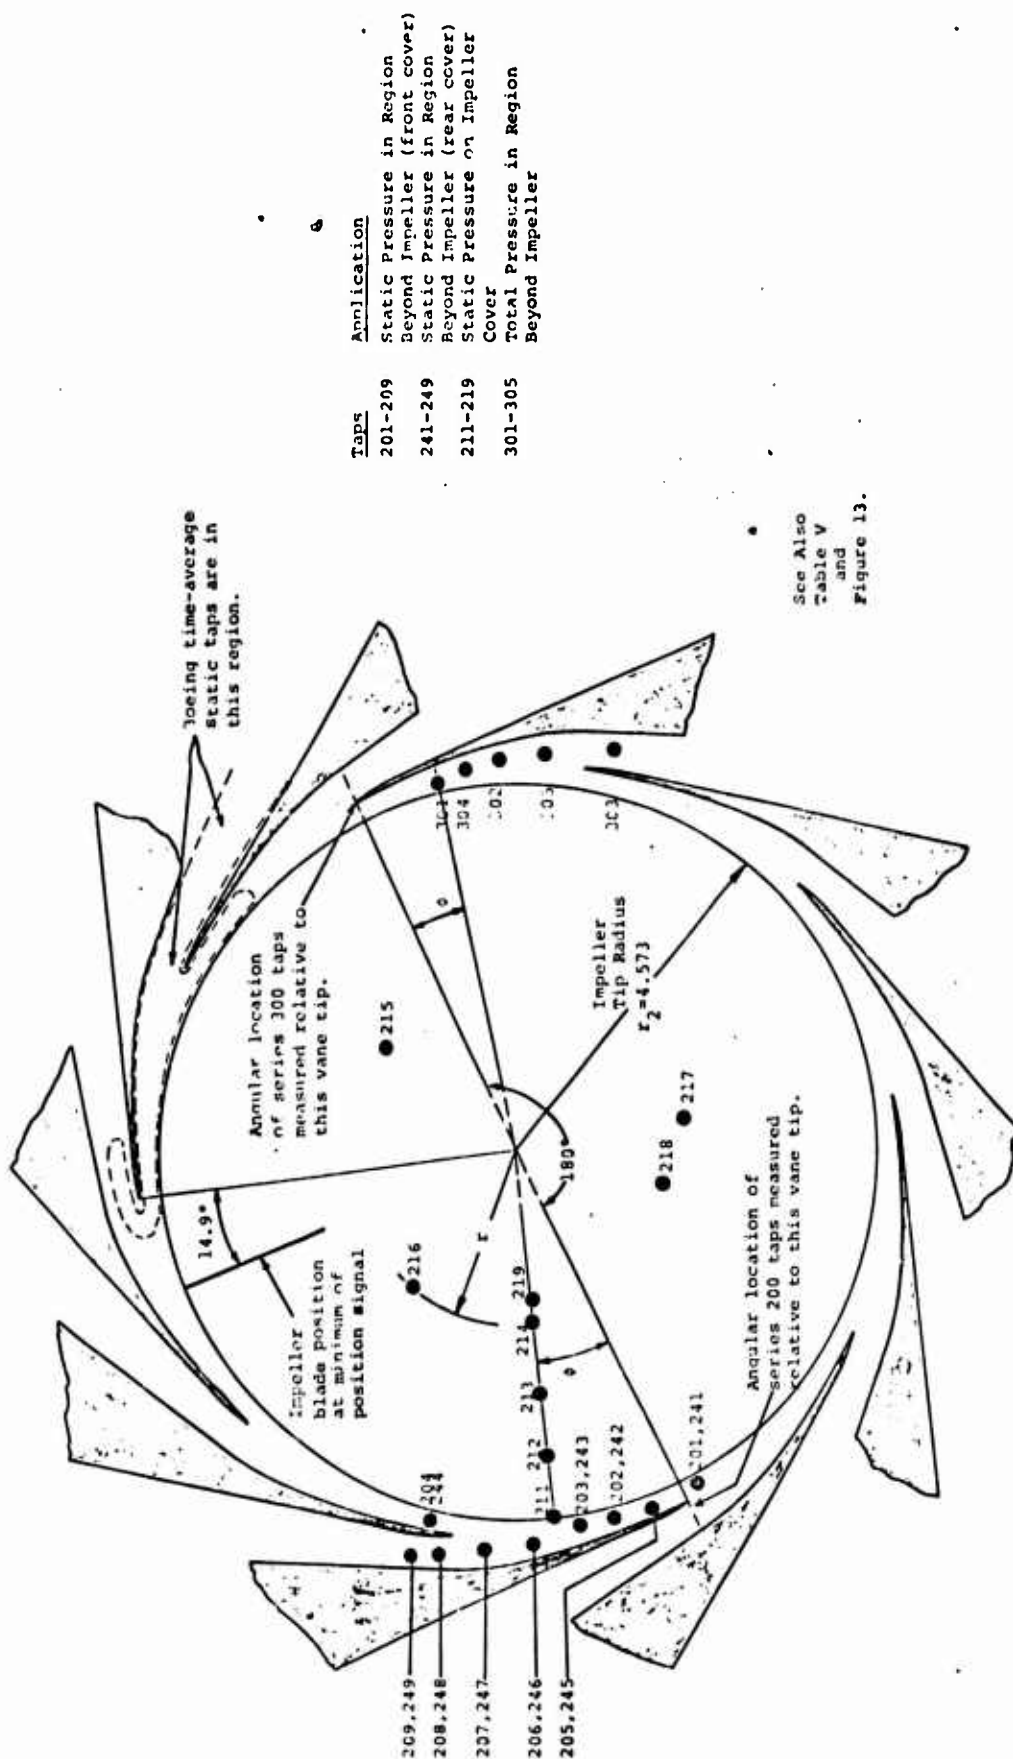 Taps Application
201-209 Static Pressure in Region
Beyond Impeller (front cover)
241-249 Static Pressure in Region
Beyond Impeller (rear cover)
211-219 Static Pressure on Impeller
Cover
301-305 Total Pressure in Region
Beyond Impeller
Boeing time-average
static taps are in
this region.
See Also
Table V
and
Figure 13.
Angular location
of series 300 taps
measured relative to
this vane tip.
14.9°
Impeller
blade position
at minimum of
position signal
Impeller
Tip Radius
r2=4.573
180°
r
φ
φ
Angular location of
series 200 taps measured
relative to this vane tip.
215
216
217
218
219
214
213
212
211
204
244
203,243
202,242
201,241
209,249
208,248
207,247
206,246
205,245
301
304
302
303